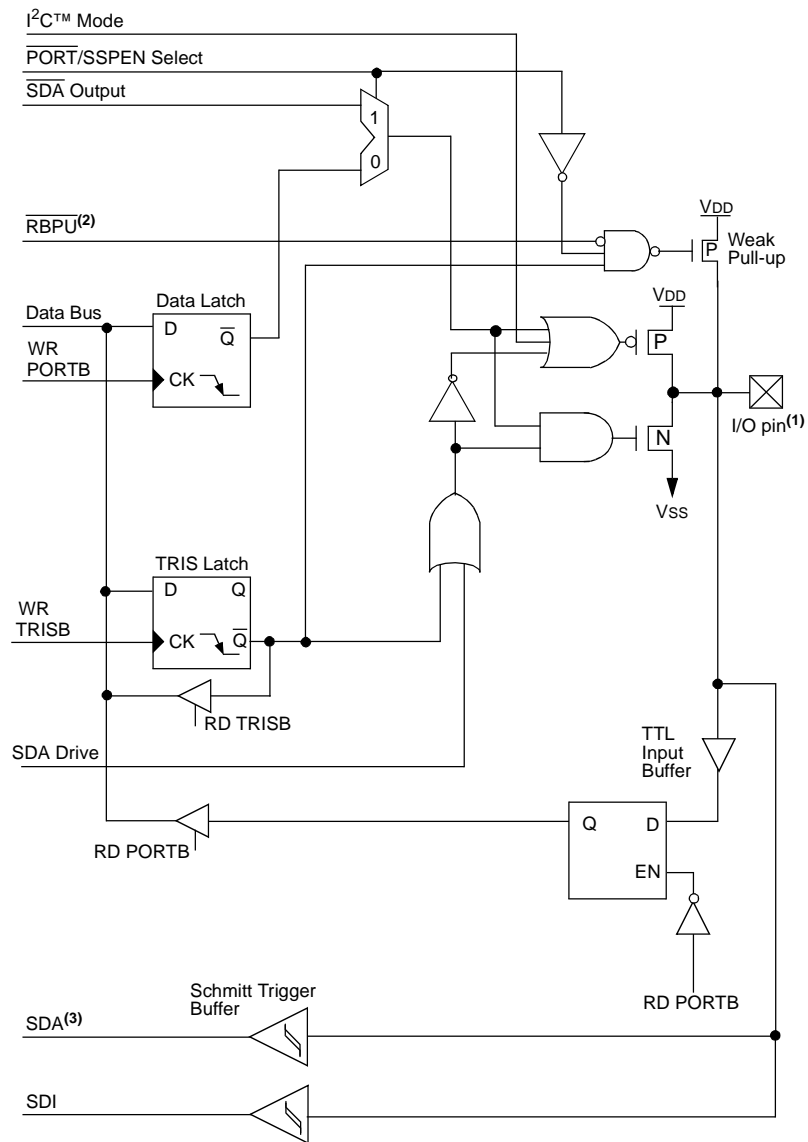 I²C™ Mode
PORT/SSPEN Select
SDA Output
1
0
RBPU(2)
VDD
P
Weak
Pull-up
Data Bus
Data Latch
D
Q
WR
PORTB
CK
VDD
P
N
I/O pin(1)
VSS
TRIS Latch
D
Q
WR
TRISB
CK
Q
RD TRISB
SDA Drive
TTL
Input
Buffer
Q
D
EN
RD PORTB
RD PORTB
Schmitt Trigger
Buffer
SDA(3)
SDI